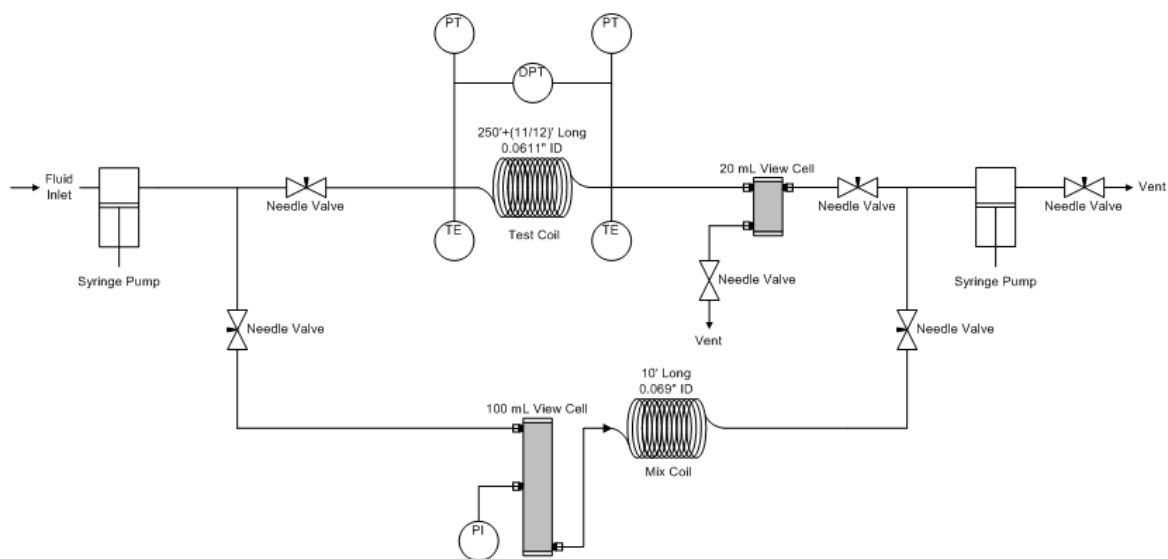 PT
PT
DPT
250'+(11/12)' Long
0.0611" ID
20 mL View Cell
Fluid
Inlet
Needle Valve
Needle Valve
Needle Valve
Vent
TE
Test Coil
TE
Syringe Pump
Needle Valve
Syringe Pump
Needle Valve
Needle Valve
Vent
10' Long
0.069" ID
100 mL View Cell
Mix Coil
PI